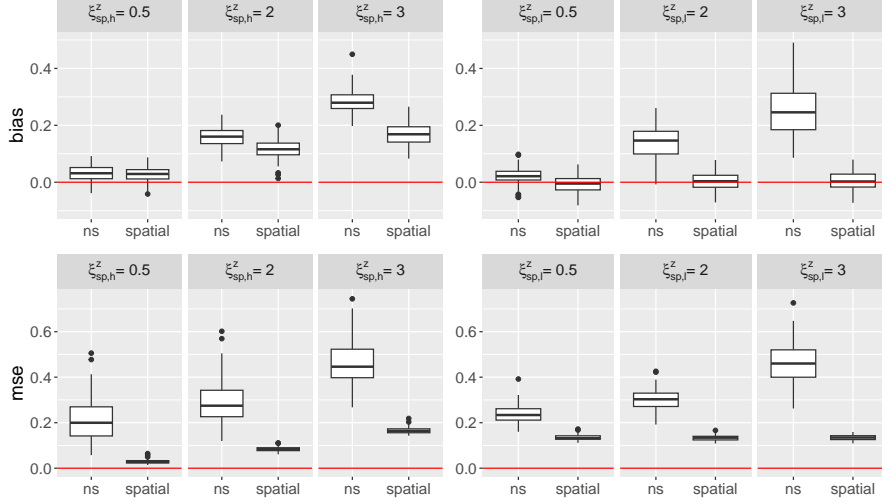 ξ^z_sp,h = 0.5 ξ^z_sp,h = 2 ξ^z_sp,h = 3 ξ^z_sp,l = 0.5 ξ^z_sp,l = 2 ξ^z_sp,l = 3
bias
0.4 0.4
0.2 0.2
0.0 0.0
ns spatial ns spatial ns spatial ns spatial ns spatial ns spatial
ξ^z_sp,h = 0.5 ξ^z_sp,h = 2 ξ^z_sp,h = 3 ξ^z_sp,l = 0.5 ξ^z_sp,l = 2 ξ^z_sp,l = 3
mse
0.6 0.6
0.4 0.4
0.2 0.2
0.0 0.0
ns spatial ns spatial ns spatial ns spatial ns spatial ns spatial